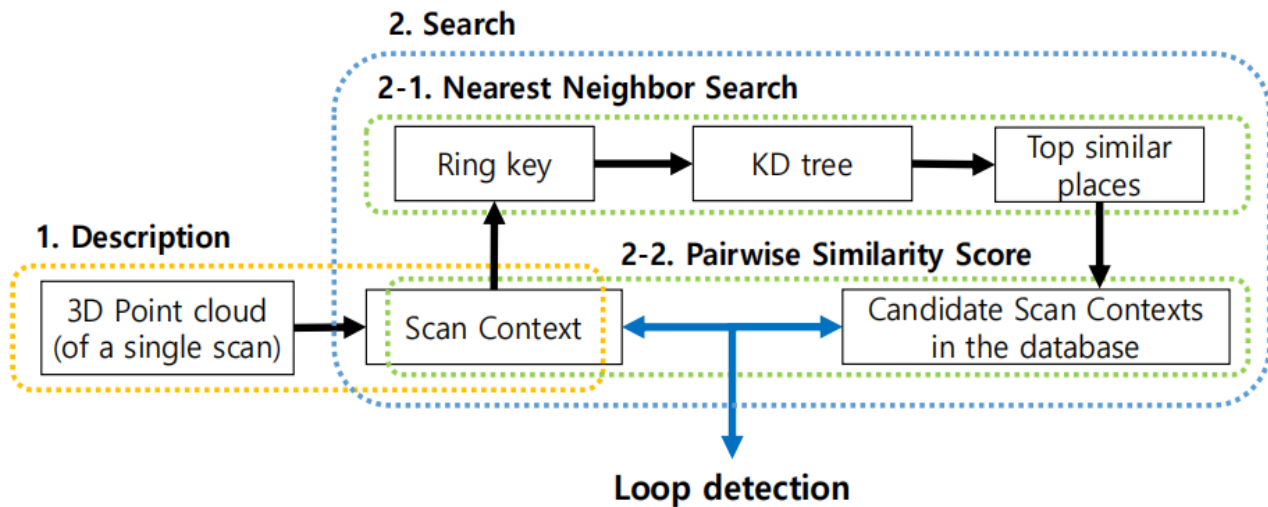 2. Search
2-1. Nearest Neighbor Search
Ring key
KD tree
Top similar
places
1. Description
2-2. Pairwise Similarity Score
3D Point cloud
(of a single scan)
Scan Context
Candidate Scan Contexts
in the database
Loop detection